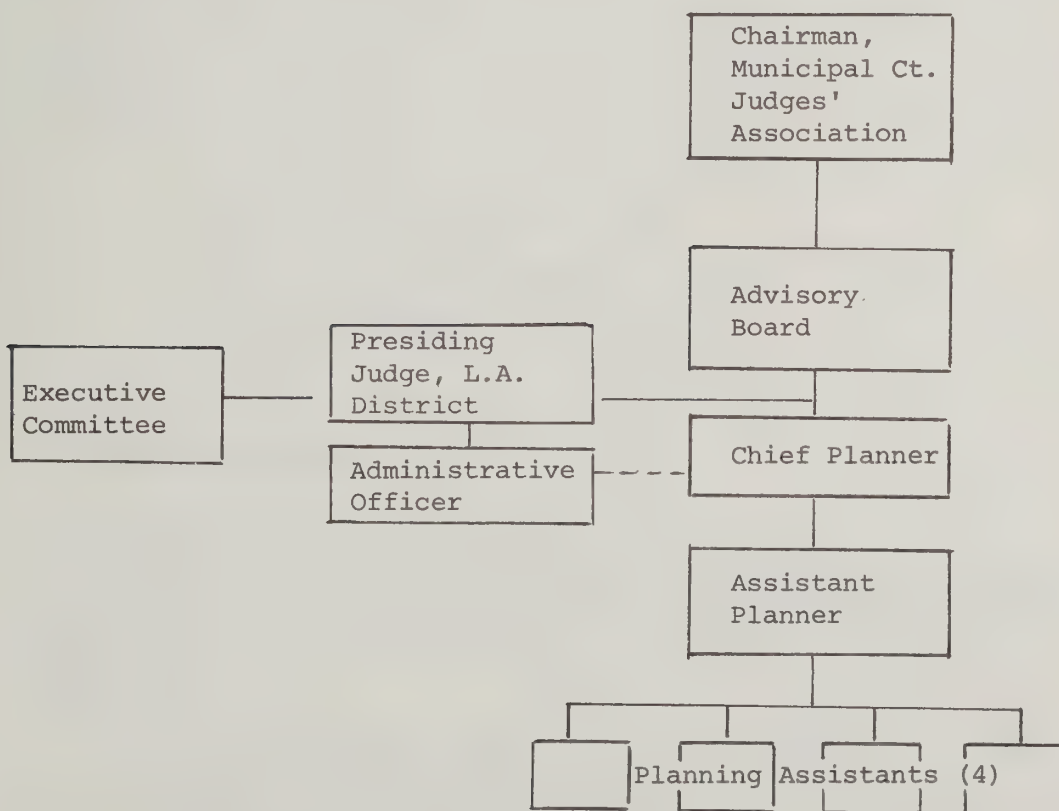 Chairman,
Municipal Ct.
Judges'
Association
Advisory
Board
Presiding
Judge, L.A.
District
Executive
Committee
Administrative
Officer
Chief Planner
Assistant
Planner
Planning Assistants (4)